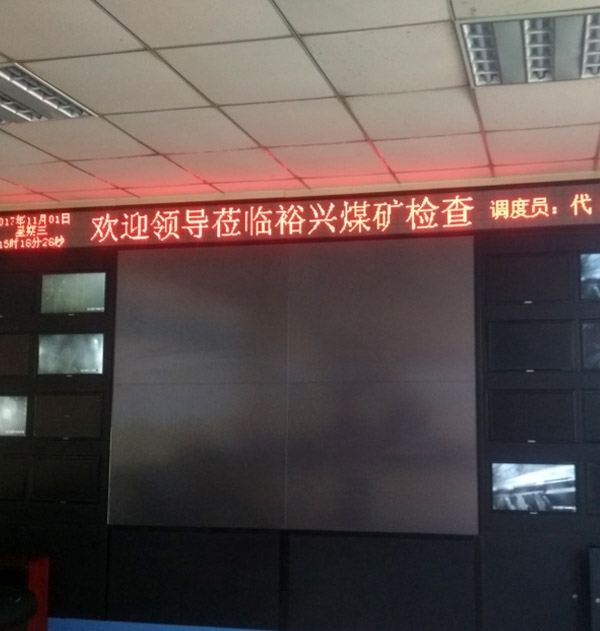 2017年11月01日
星期三
15时16分28秒
欢迎领导莅临裕兴煤矿检查
调度员：代